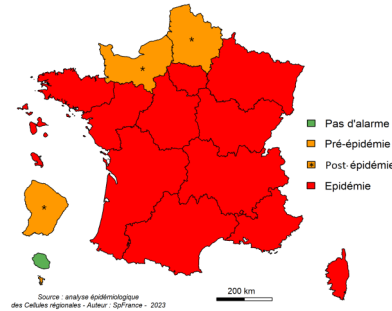 Pas d'alarme
Pré-épidémie
Post-épidémie
Epidémie
200 km
Source : analyse épidémiologique
des Cellules régionales - Auteur : SpFrance - 2023